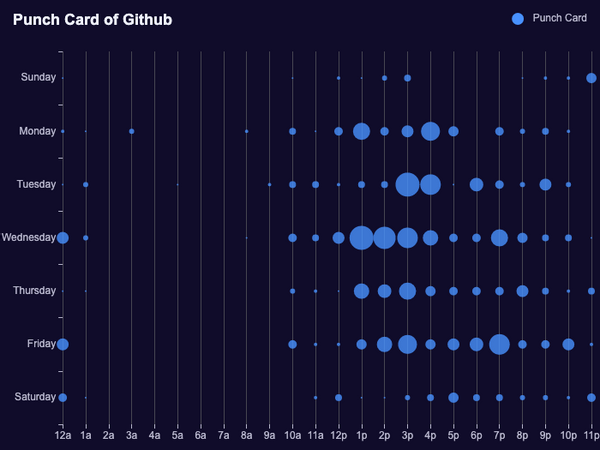 Punch Card of Github
Punch Card
Sunday
Monday
Tuesday
Wednesday
Thursday
Friday
Saturday
12a 1a 2a 3a 4a 5a 6a 7a 8a 9a 10a 11a 12p 1p 2p 3p 4p 5p 6p 7p 8p 9p 10p 11p